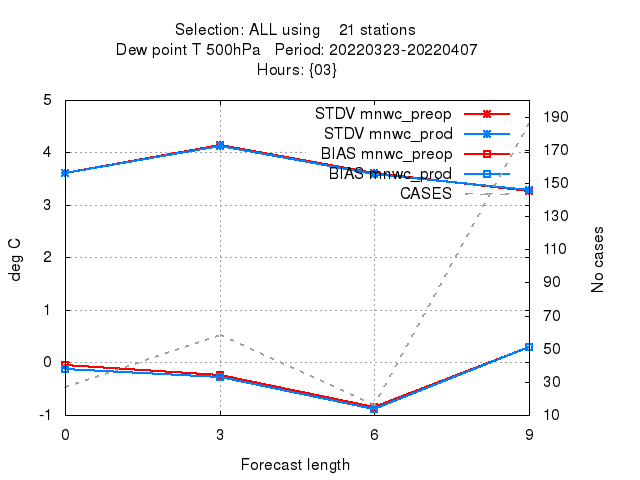 Selection: ALL using    21 stations
Dew point T 500hPa   Period: 20220323-20220407
Hours: {03}
STDV mnwc_preop
STDV mnwc_prod
BIAS mnwc_preop
BIAS mnwc_prod
CASES
5
4
3
2
1
0
-1
deg C
190
170
150
130
110
90
70
50
30
10
No cases
0 3 6 9
Forecast length